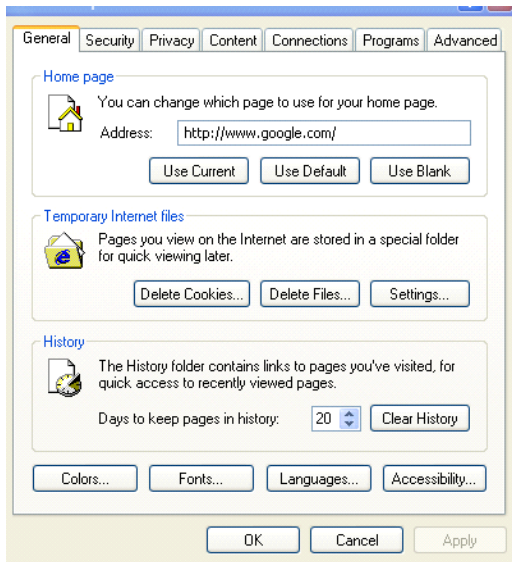 General Security Privacy Content Connections Programs Advanced
Home page
You can change which page to use for your home page.
Address: http://www.google.com/
Use Current Use Default Use Blank
Temporary Internet files
Pages you view on the Internet are stored in a special folder
for quick viewing later.
Delete Cookies... Delete Files... Settings...
History
The History folder contains links to pages you've visited, for
quick access to recently viewed pages.
Days to keep pages in history: 20 Clear History
Colors... Fonts... Languages... Accessibility...
OK Cancel Apply